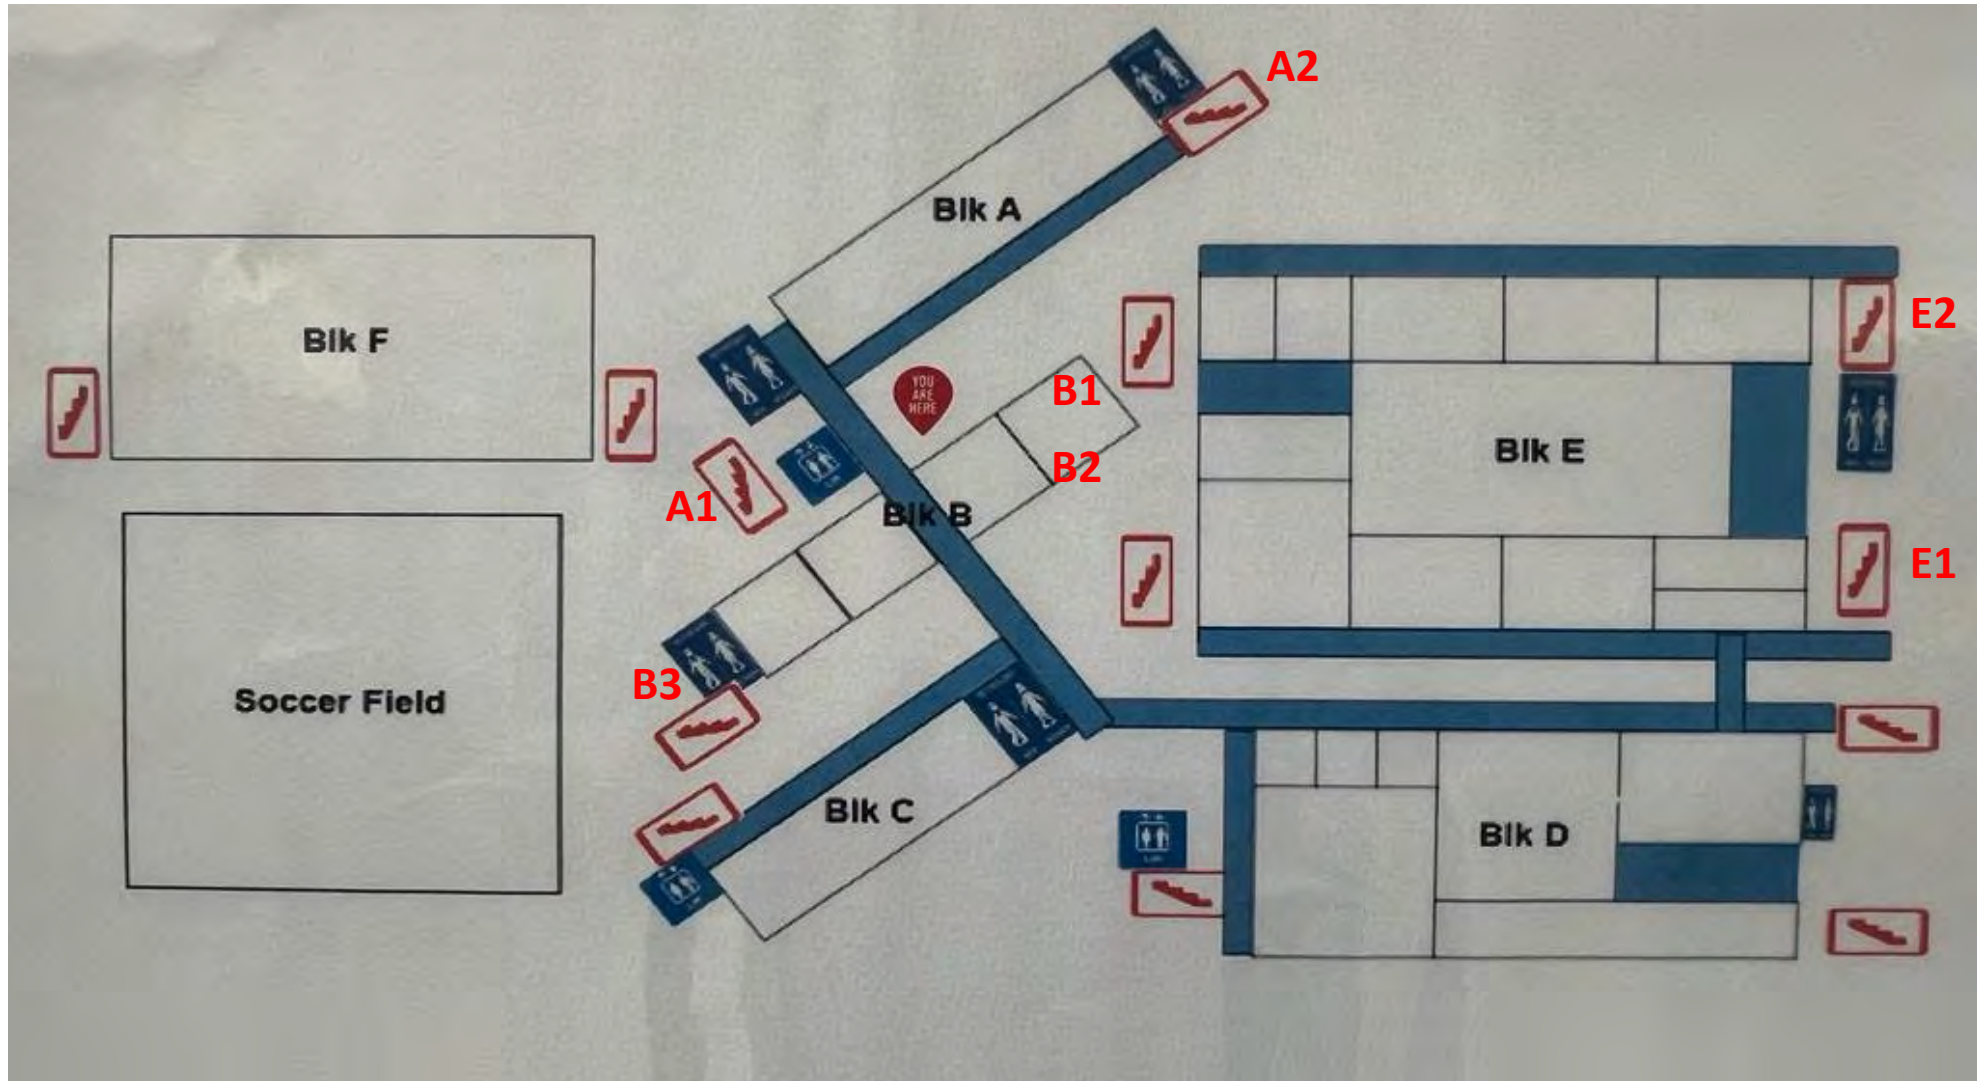 A2
Blk A
Blk F
E2
YOU
ARE
HERE
B1
Blk E
B2
A1
Blk B
E1
B3
Soccer Field
Blk C
Blk D